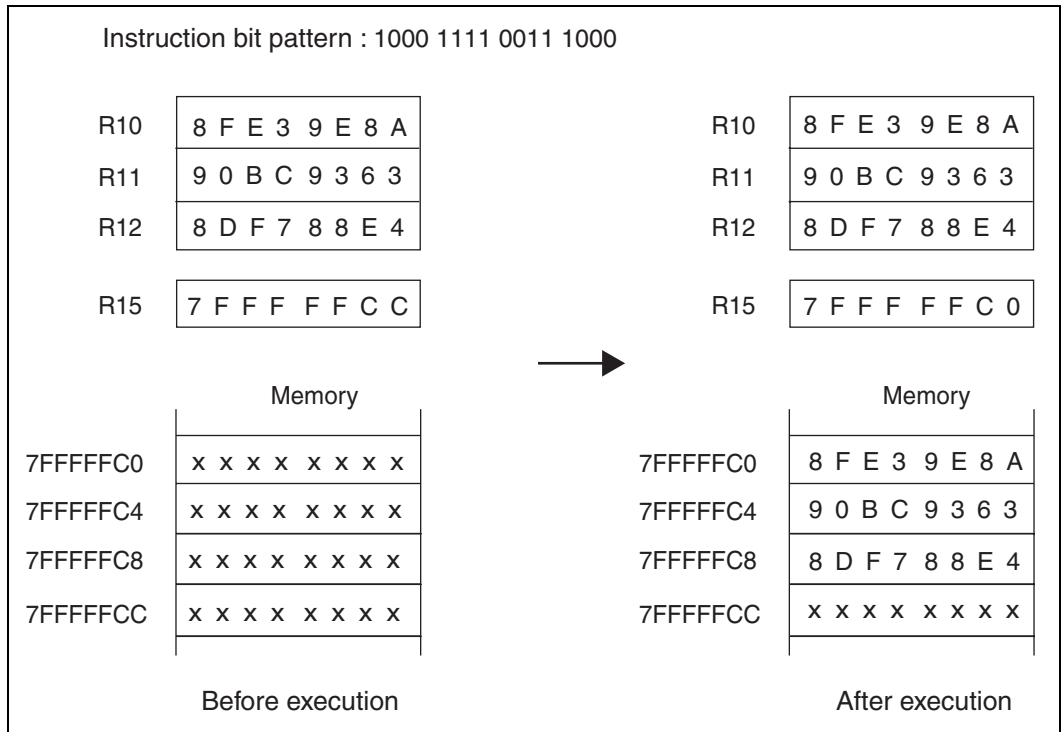 Instruction bit pattern : 1000 1111 0011 1000
R10 8 F E 3 9 E 8 A
R11 9 0 B C 9 3 6 3
R12 8 D F 7 8 8 E 4
R15 7 F F F F F C C
Memory
7FFFFFC0 x x x x x x x x
7FFFFFC4 x x x x x x x x
7FFFFFC8 x x x x x x x x
7FFFFFCC x x x x x x x x
Before execution
R10 8 F E 3 9 E 8 A
R11 9 0 B C 9 3 6 3
R12 8 D F 7 8 8 E 4
R15 7 F F F F F C 0
Memory
7FFFFFC0 8 F E 3 9 E 8 A
7FFFFFC4 9 0 B C 9 3 6 3
7FFFFFC8 8 D F 7 8 8 E 4
7FFFFFCC x x x x x x x x
After execution